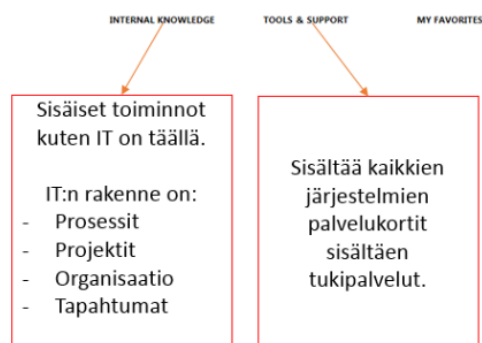 INTERNAL KNOWLEDGE
TOOLS & SUPPORT
MY FAVORITES
Sisäiset toiminnot
kuten IT on täällä.
IT:n rakenne on:
- Prosessit
- Projektit
- Organisaatio
- Tapahtumat
Sisältää kaikkien
järjestelmien
palvelukortit
sisältäen
tukipalvelut.